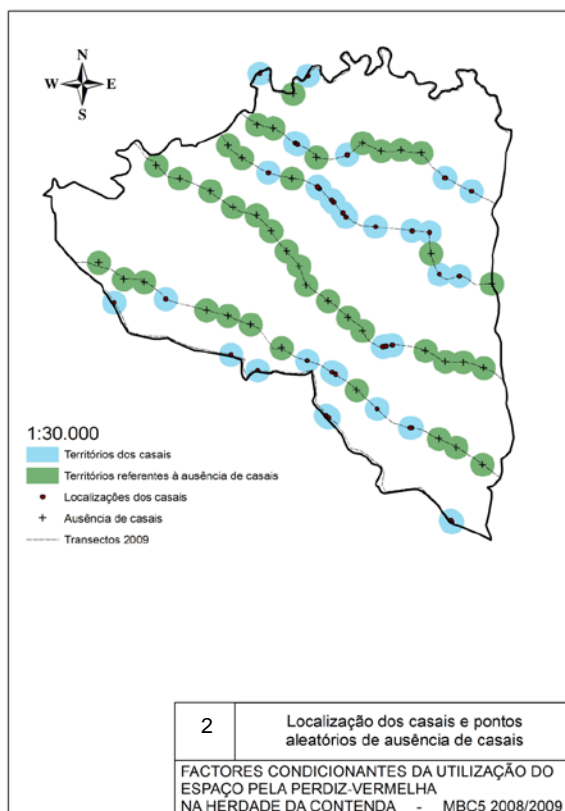 N
W E
S
1:30.000
Territórios dos casais
Territórios referentes à ausência de casais
Localizações dos casais
Ausência de casais
Transectos 2009
2
Localização dos casais e pontos
aleatórios de ausência de casais
FACTORES CONDICIONANTES DA UTILIZAÇÃO DO
ESPAÇO PELA PERDIZ-VERMELHA
NA HERDADE DA CONTENDA - MBC5 2008/2009